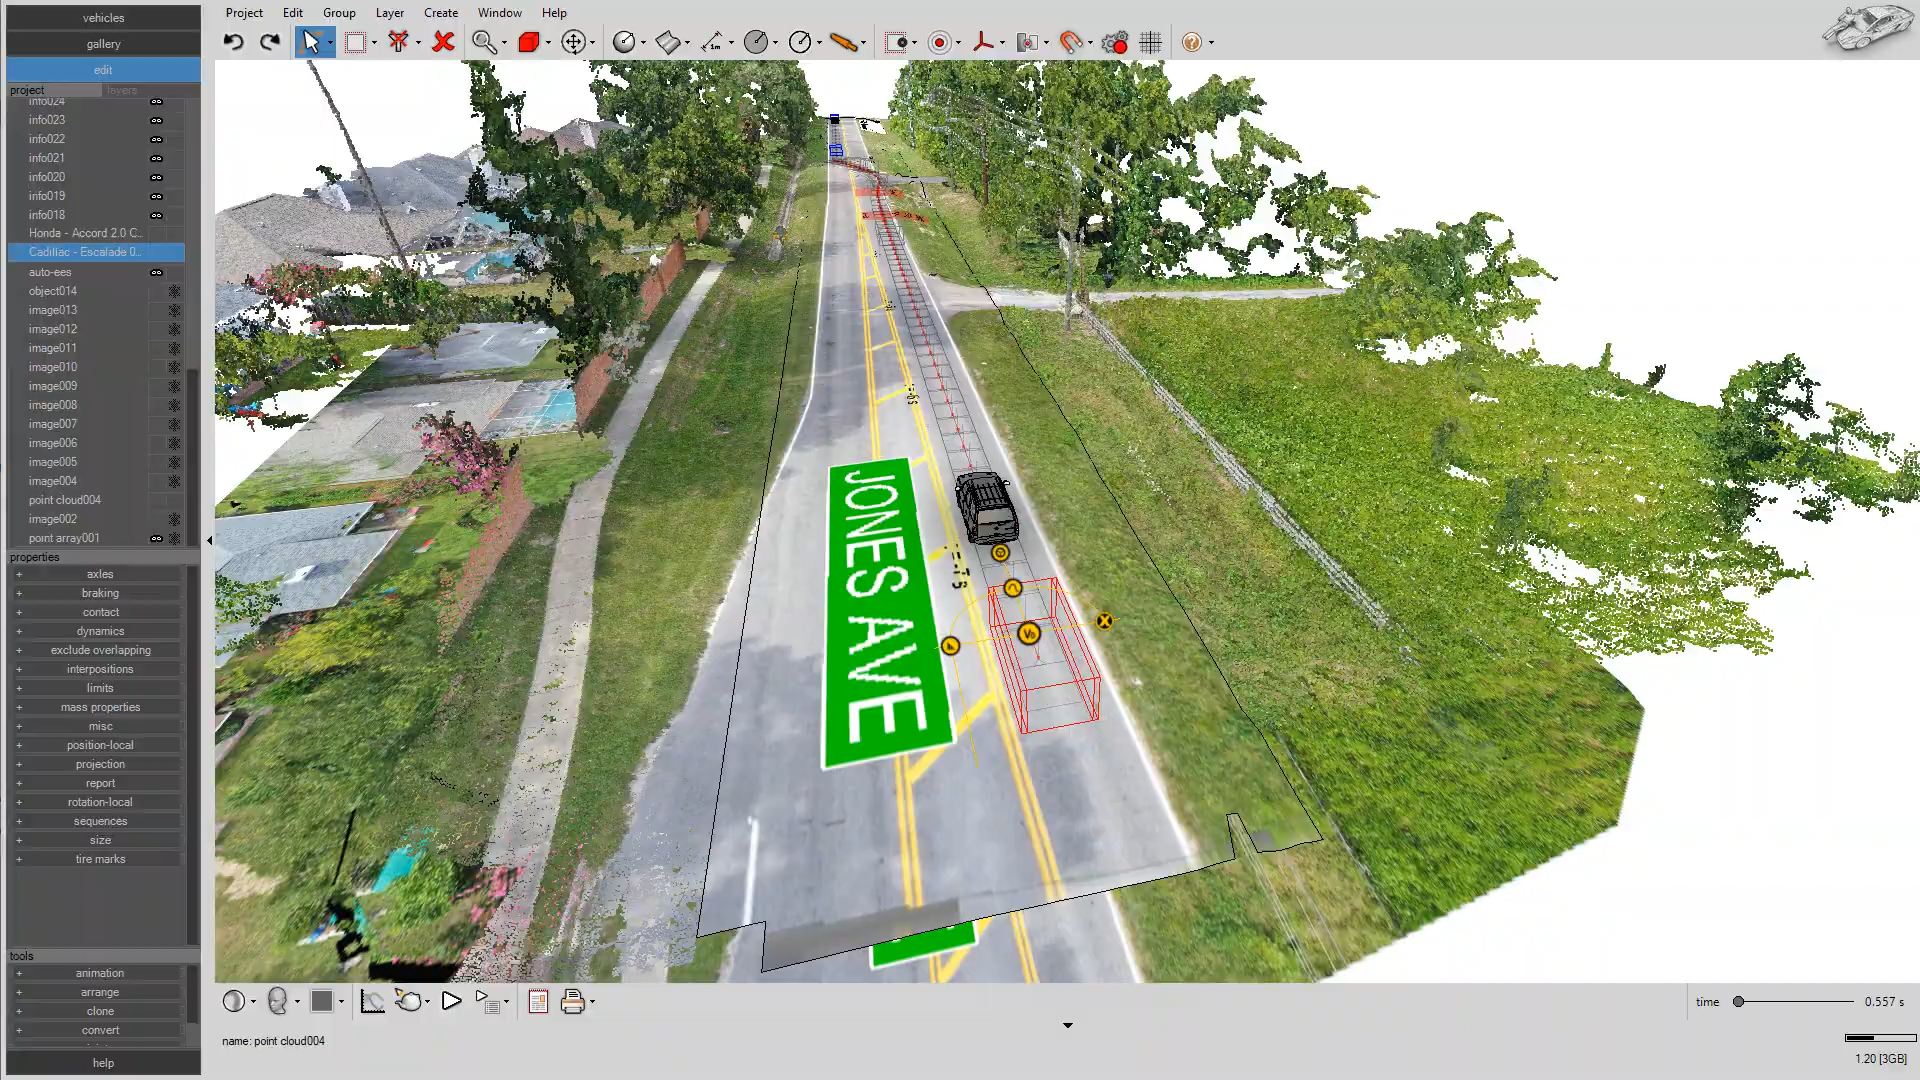 vehicles
gallery
edit
project layers
info024
info023
info022
info021
info020
info019
info018
Honda - Accord 2.0 C...
Cadillac - Escalade 0...
auto-ees
object014
image013
image012
image011
image010
image009
image008
image007
image006
image005
image004
point cloud004
image002
point array001
properties
+ axles
+ braking
+ contact
+ dynamics
+ exclude overlapping
+ interpositions
+ limits
+ mass properties
+ misc
+ position-local
+ projection
+ report
+ rotation-local
+ sequences
+ size
+ tire marks
tools
+ animation
+ arrange
+ clone
+ convert
help
Project Edit Group Layer Create Window Help
JONES AVE
time 0.557 s
name: point cloud004
1.20 [3GB]